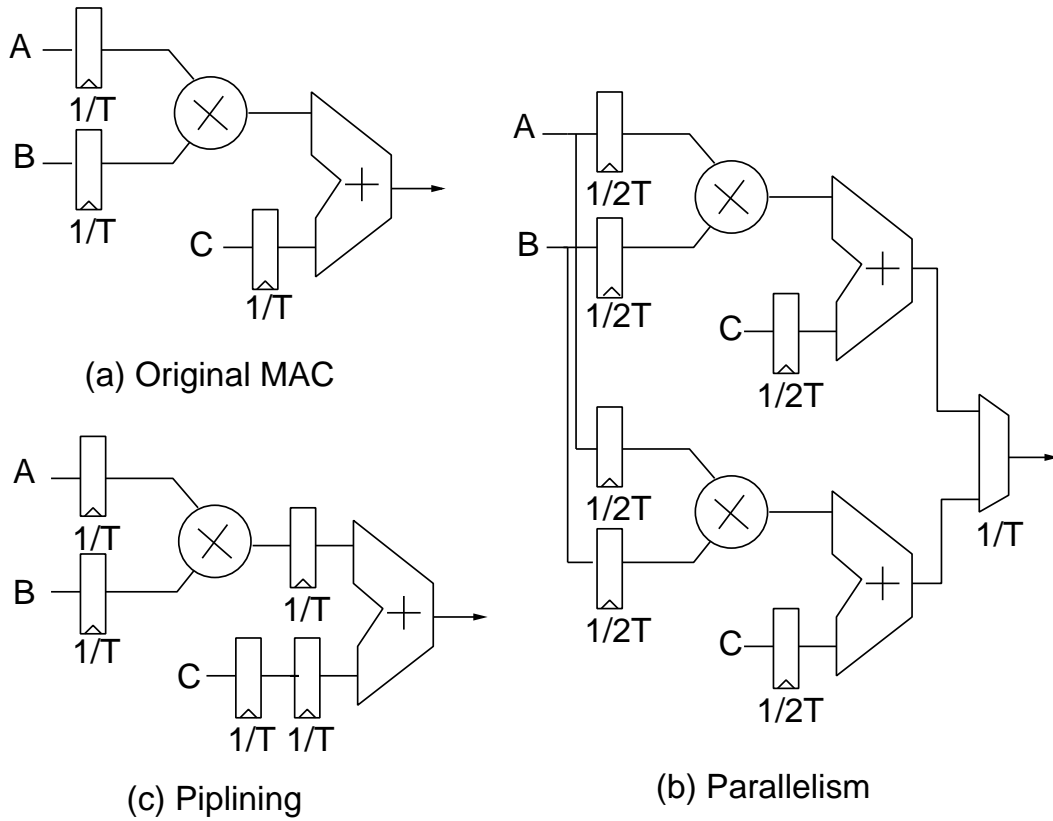 A
1/T
B
1/T
C
1/T
(a) Original MAC
A
1/T
B
1/T
1/T
C
1/T 1/T
(c) Piplining
A
1/2T
B
1/2T
C
1/2T
1/2T
1/2T
C
1/2T
1/T
(b) Parallelism